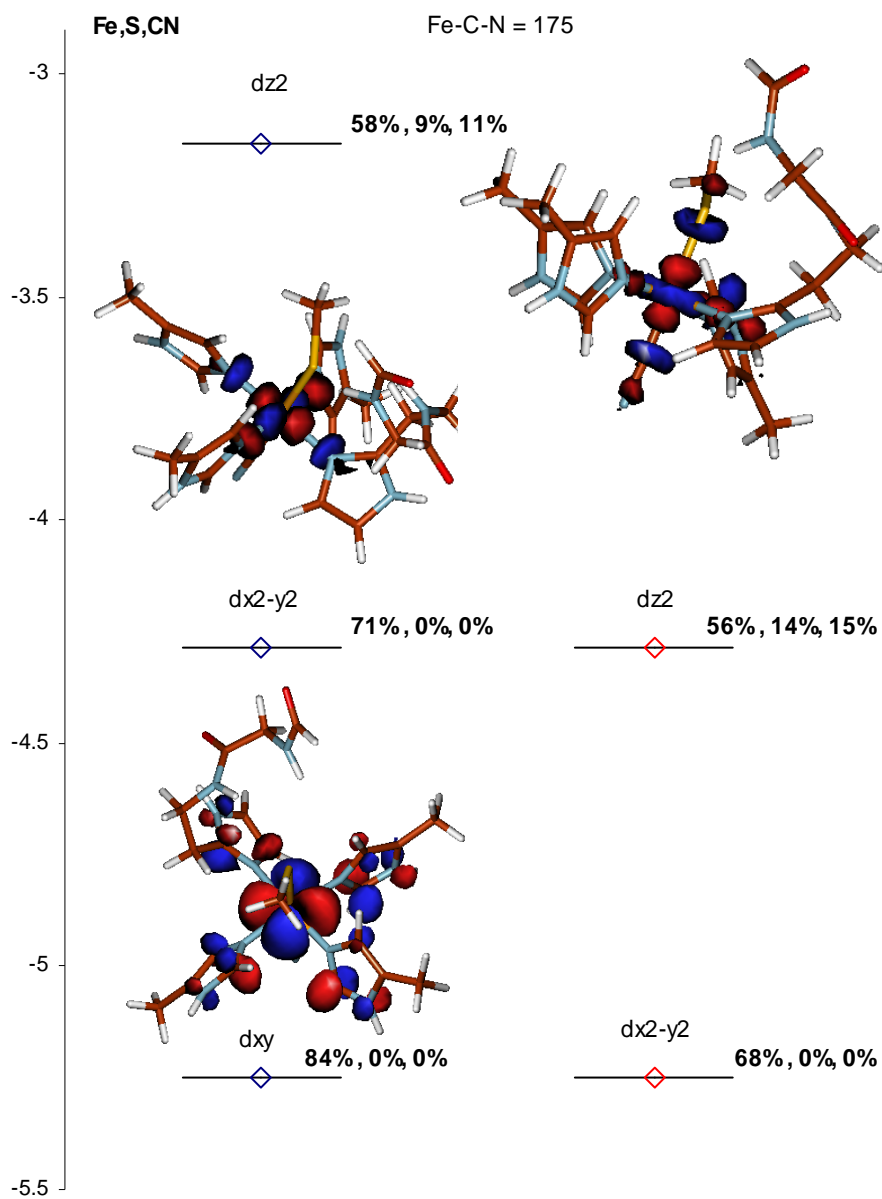 Fe,S,CN Fe-C-N = 175
-3
dz2
58%, 9%, 11%
-3.5
-4
dx2-y2 dz2
71%, 0%, 0% 56%, 14%, 15%
-4.5
-5
dxy dx2-y2
84%, 0%, 0% 68%, 0%, 0%
-5.5